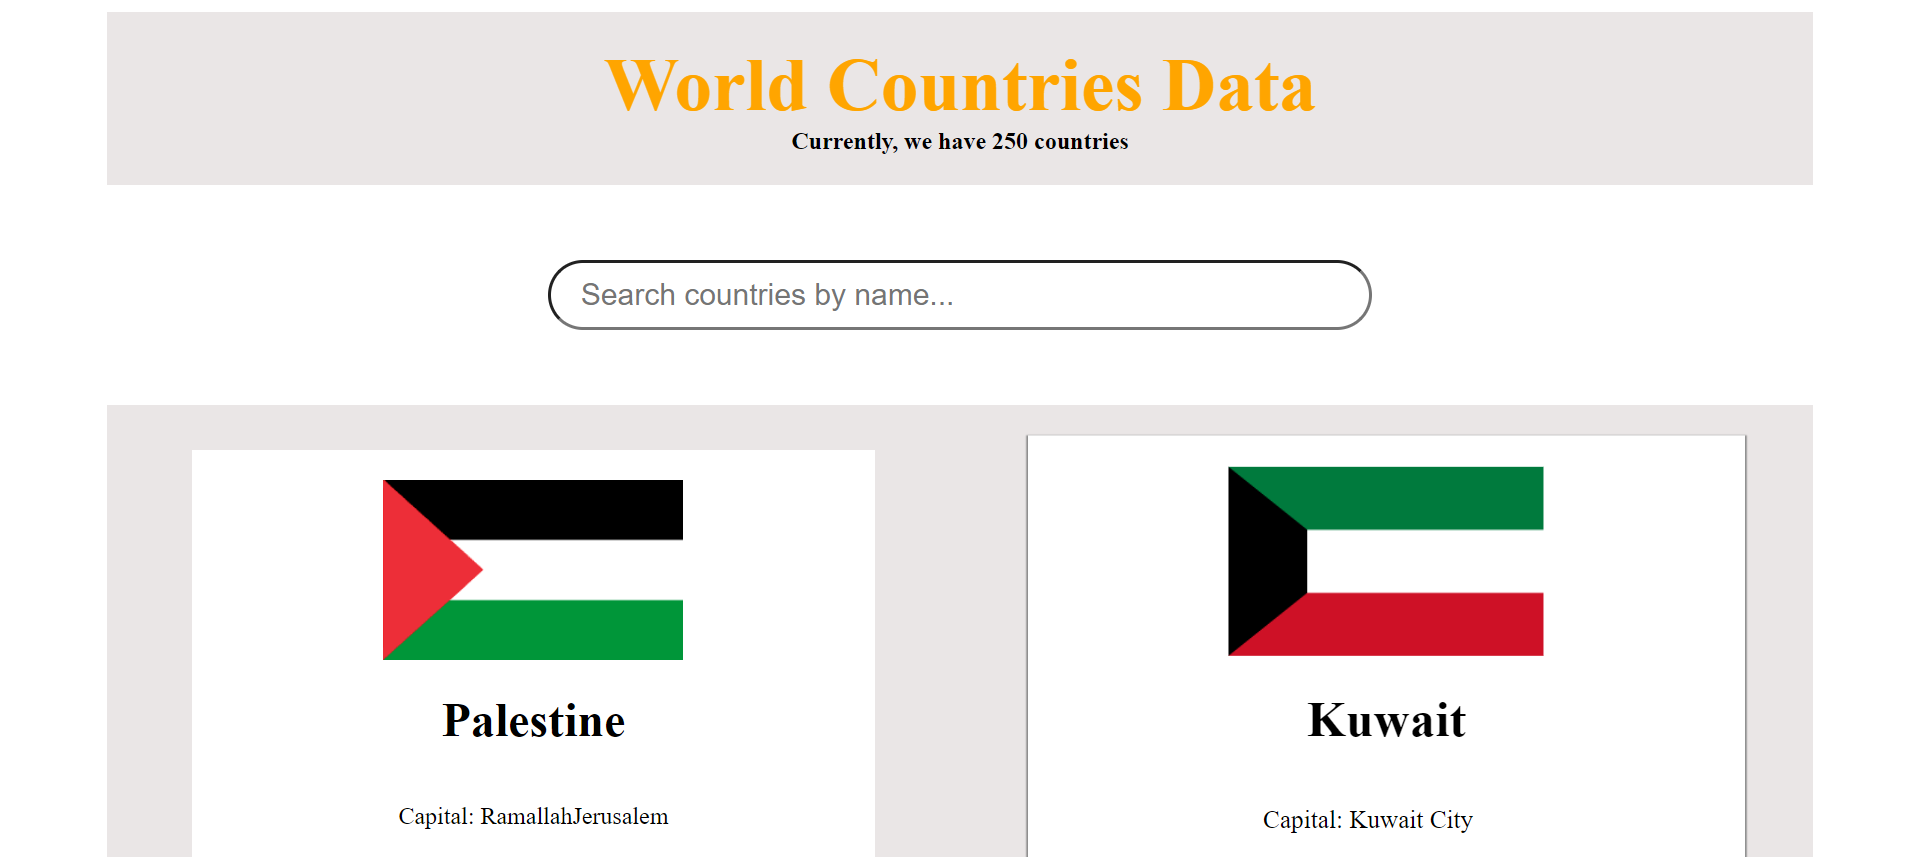 World Countries Data
Currently, we have 250 countries
Search countries by name...
Palestine
Capital: RamallahJerusalem
Kuwait
Capital: Kuwait City